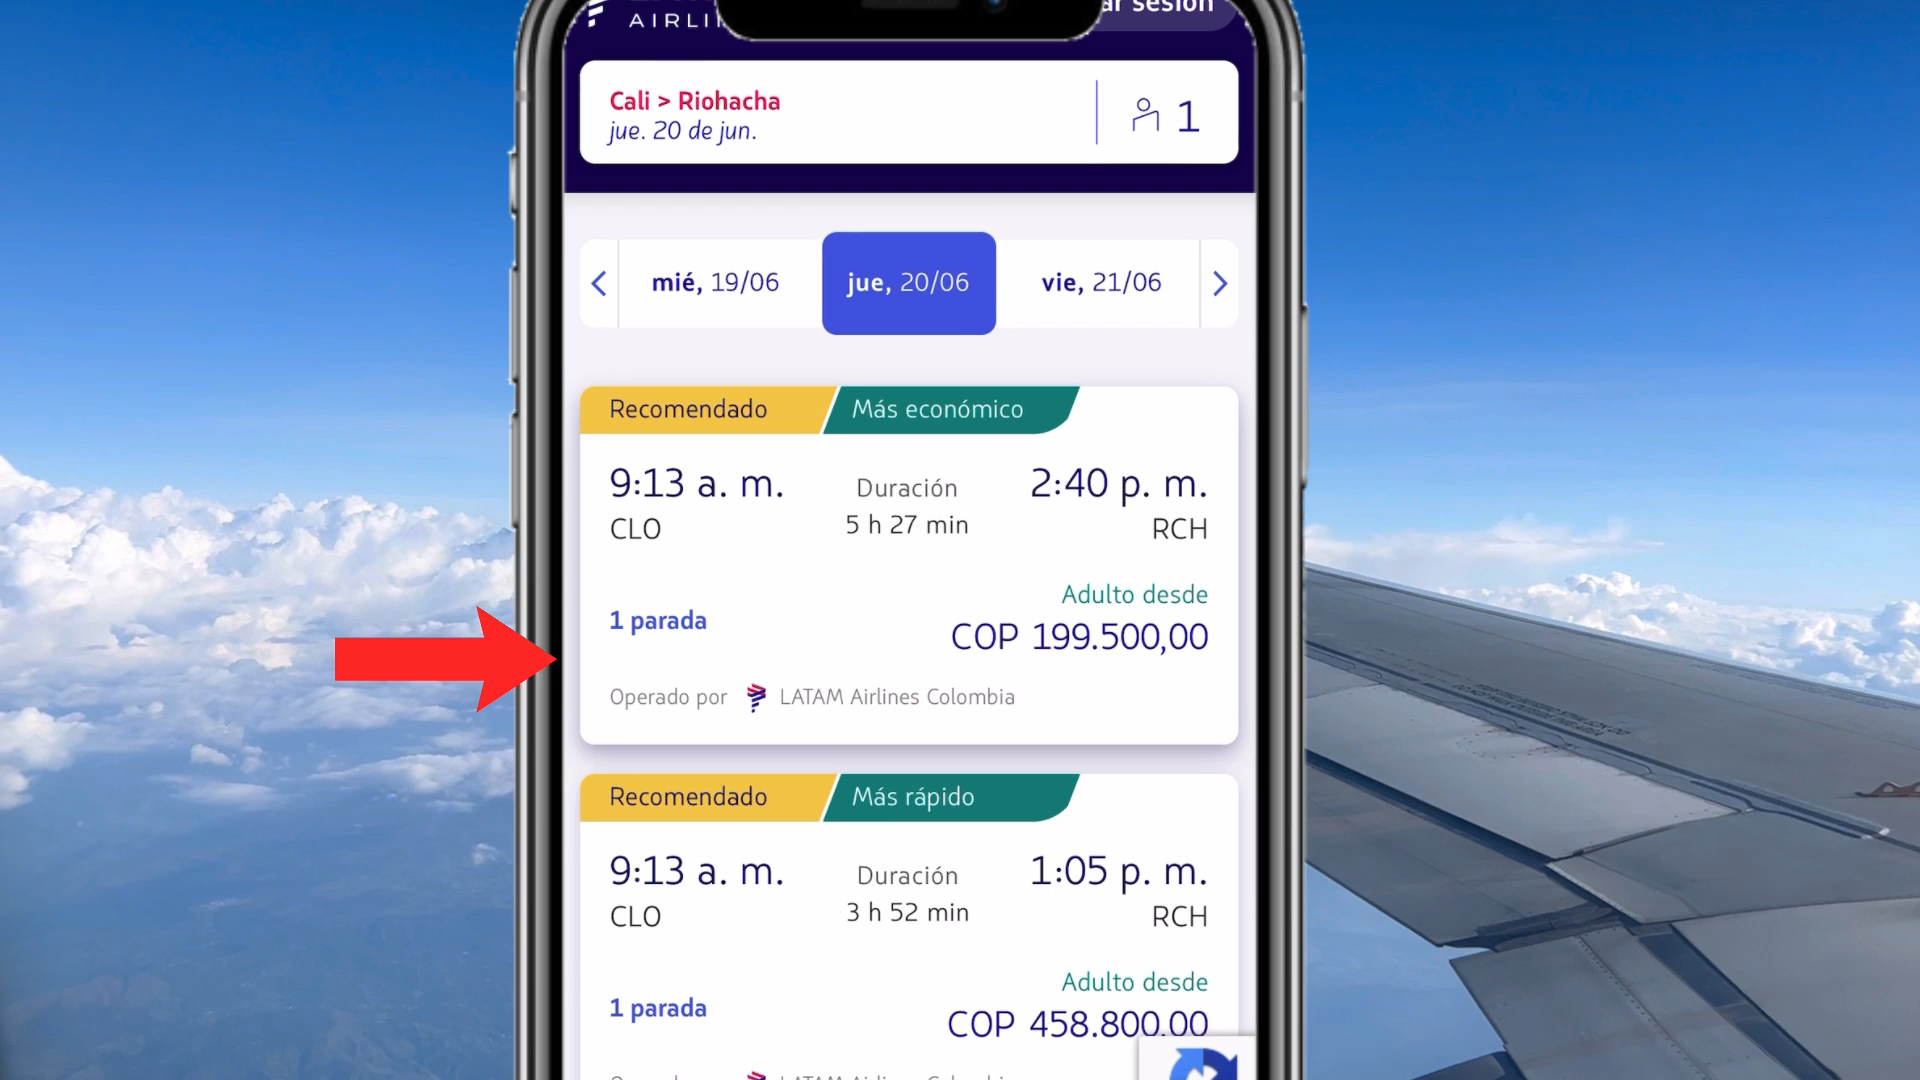 AIRLI
ar sesión
Cali > Riohacha
jue. 20 de jun.
1
mié, 19/06
jue, 20/06
vie, 21/06
Recomendado
Más económico
9:13 a. m.
Duración
2:40 p. m.
CLO
5 h 27 min
RCH
Adulto desde
1 parada
COP 199.500,00
Operado por LATAM Airlines Colombia
Recomendado
Más rápido
9:13 a. m.
Duración
1:05 p. m.
CLO
3 h 52 min
RCH
Adulto desde
1 parada
COP 458.800,00